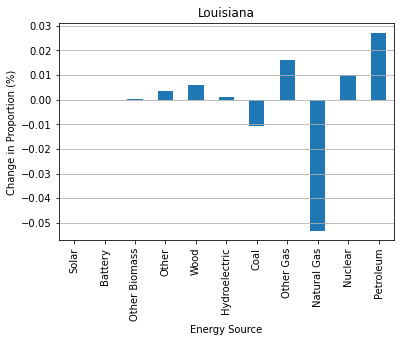 Louisiana
Change in Proportion (%)
0.03
0.02
0.01
0.00
−0.01
−0.02
−0.03
−0.04
−0.05
Solar
Battery
Other Biomass
Other
Wood
Hydroelectric
Coal
Other Gas
Natural Gas
Nuclear
Petroleum
Energy Source